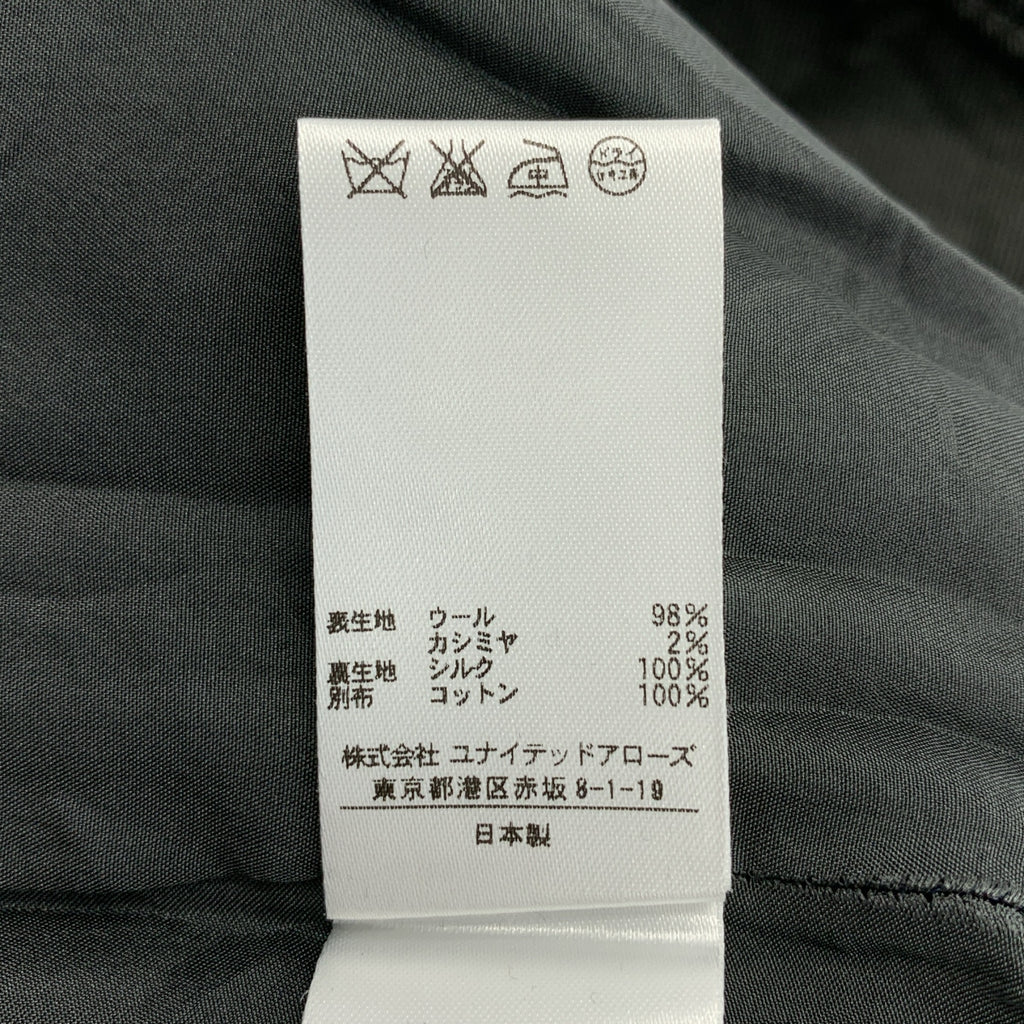 中 ドライ
セキユ系
表生地 ウール 98%
カシミヤ 2%
裏生地 シルク 100%
別布 コットン 100%
株式会社 ユナイテッドアローズ
東京都港区赤坂 8-1-19
日本製